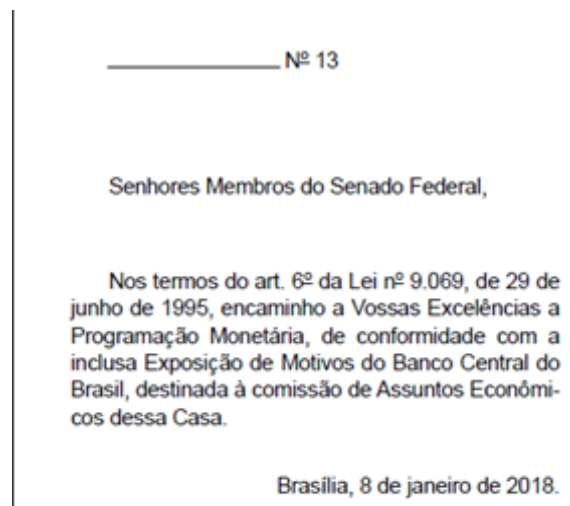 ____________ Nº 13
Senhores Membros do Senado Federal,
Nos termos do art. 6º da Lei nº 9.069, de 29 de
junho de 1995, encaminho a Vossas Excelências a
Programação Monetária, de conformidade com a
inclusa Exposição de Motivos do Banco Central do
Brasil, destinada à comissão de Assuntos Econômi-
cos dessa Casa.
Brasília, 8 de janeiro de 2018.